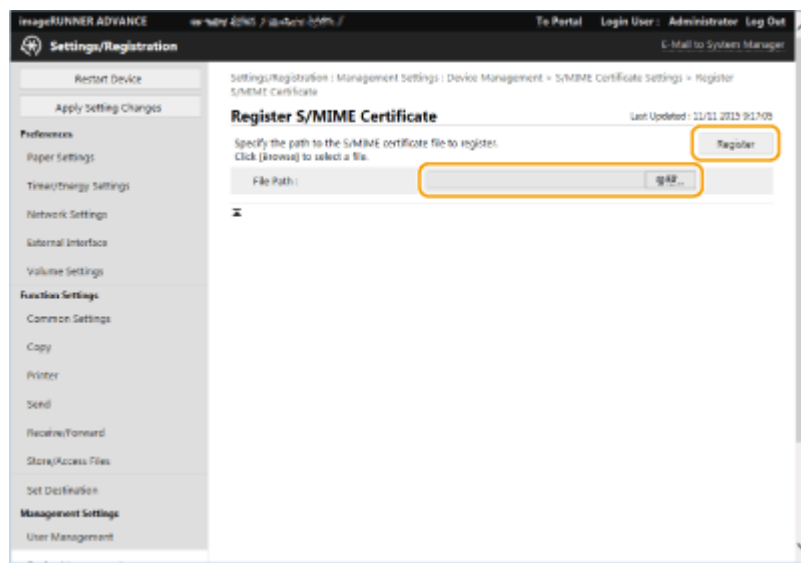 imageRUNNER ADVANCE
To Portal Login User : Administrator Log Out
Settings/Registration
E-Mail to System Manager
Restart Device
Apply Setting Changes
Preferences
Paper Settings
Timer/Energy Settings
Network Settings
External Interface
Volume Settings
Function Settings
Common Settings
Copy
Printer
Send
Receive/Forward
Store/Access Files
Set Destination
Management Settings
User Management
Settings/Registration : Management Settings : Device Management > S/MIME Certificate Settings > Register
S/MIME Certificate
Register S/MIME Certificate
Last Updated : 11/11 2015 9:17:05
Specify the path to the S/MIME certificate file to register.
Click [Browse] to select a file.
Register
File Path :